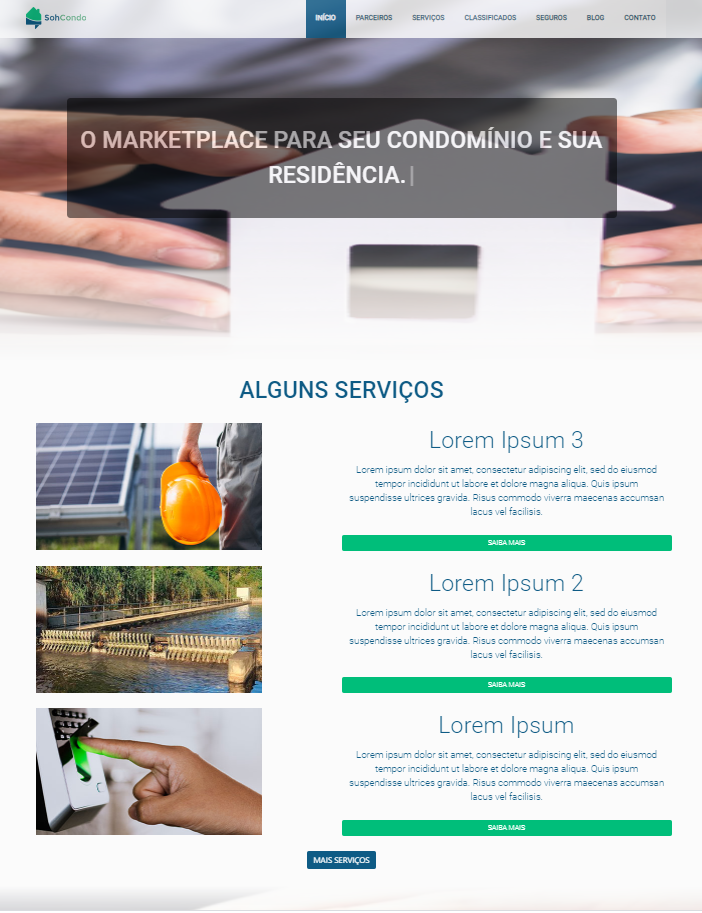 SohCondo
INÍCIO PARCEIROS SERVIÇOS CLASSIFICADOS SEGUROS BLOG CONTATO
O MARKETPLACE PARA SEU CONDOMÍNIO E SUA
RESIDÊNCIA.
ALGUNS SERVIÇOS
Lorem Ipsum 3
Lorem ipsum dolor sit amet, consectetur adipiscing elit, sed do eiusmod
tempor incididunt ut labore et dolore magna aliqua. Quis ipsum
suspendisse ultrices gravida. Risus commodo viverra maecenas accumsan
lacus vel facilisis.
SAIBA MAIS
Lorem Ipsum 2
Lorem ipsum dolor sit amet, consectetur adipiscing elit, sed do eiusmod
tempor incididunt ut labore et dolore magna aliqua. Quis ipsum
suspendisse ultrices gravida. Risus commodo viverra maecenas accumsan
lacus vel facilisis.
SAIBA MAIS
Lorem Ipsum
Lorem ipsum dolor sit amet, consectetur adipiscing elit, sed do eiusmod
tempor incididunt ut labore et dolore magna aliqua. Quis ipsum
suspendisse ultrices gravida. Risus commodo viverra maecenas accumsan
lacus vel facilisis.
SAIBA MAIS
MAIS SERVIÇOS